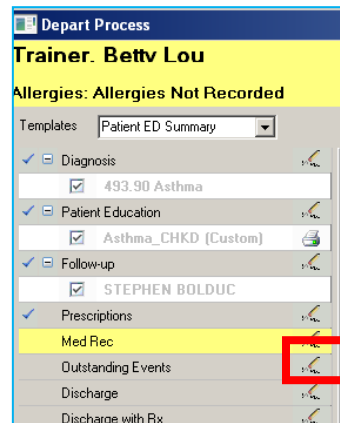 Depart Process
Trainer, Betty Lou
Allergies: Allergies Not Recorded
Templates Patient ED Summary
Diagnosis
493.90 Asthma
Patient Education
Asthma_CHKD (Custom)
Follow-up
STEPHEN BOLDUC
Prescriptions
Med Rec
Outstanding Events
Discharge
Discharge with Rx